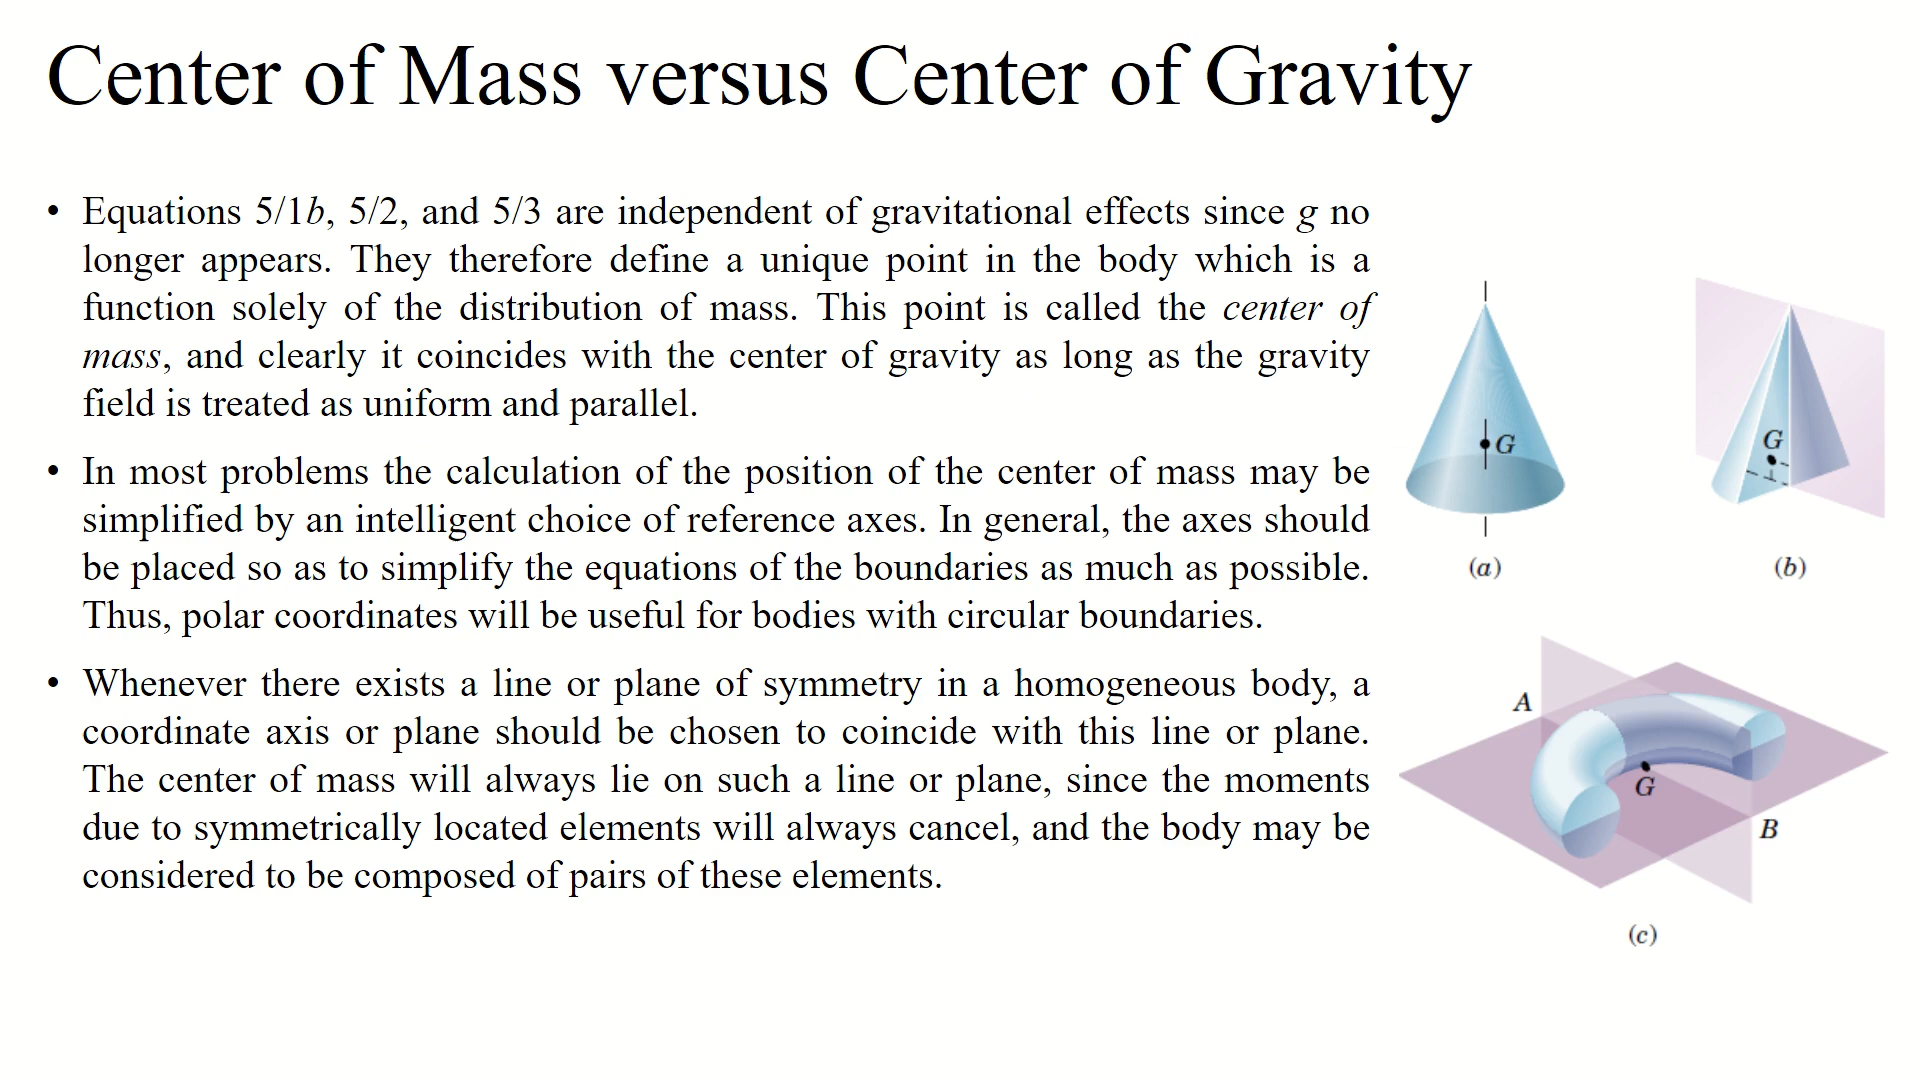 Center of Mass versus Center of Gravity
• Equations 5/1b, 5/2, and 5/3 are independent of gravitational effects since g no
longer appears. They therefore define a unique point in the body which is a
function solely of the distribution of mass. This point is called the center of
mass, and clearly it coincides with the center of gravity as long as the gravity
field is treated as uniform and parallel.
• In most problems the calculation of the position of the center of mass may be
simplified by an intelligent choice of reference axes. In general, the axes should
be placed so as to simplify the equations of the boundaries as much as possible.
Thus, polar coordinates will be useful for bodies with circular boundaries.
• Whenever there exists a line or plane of symmetry in a homogeneous body, a
coordinate axis or plane should be chosen to coincide with this line or plane.
The center of mass will always lie on such a line or plane, since the moments
due to symmetrically located elements will always cancel, and the body may be
considered to be composed of pairs of these elements.
G
(a)
G
(b)
A
G
B
(c)